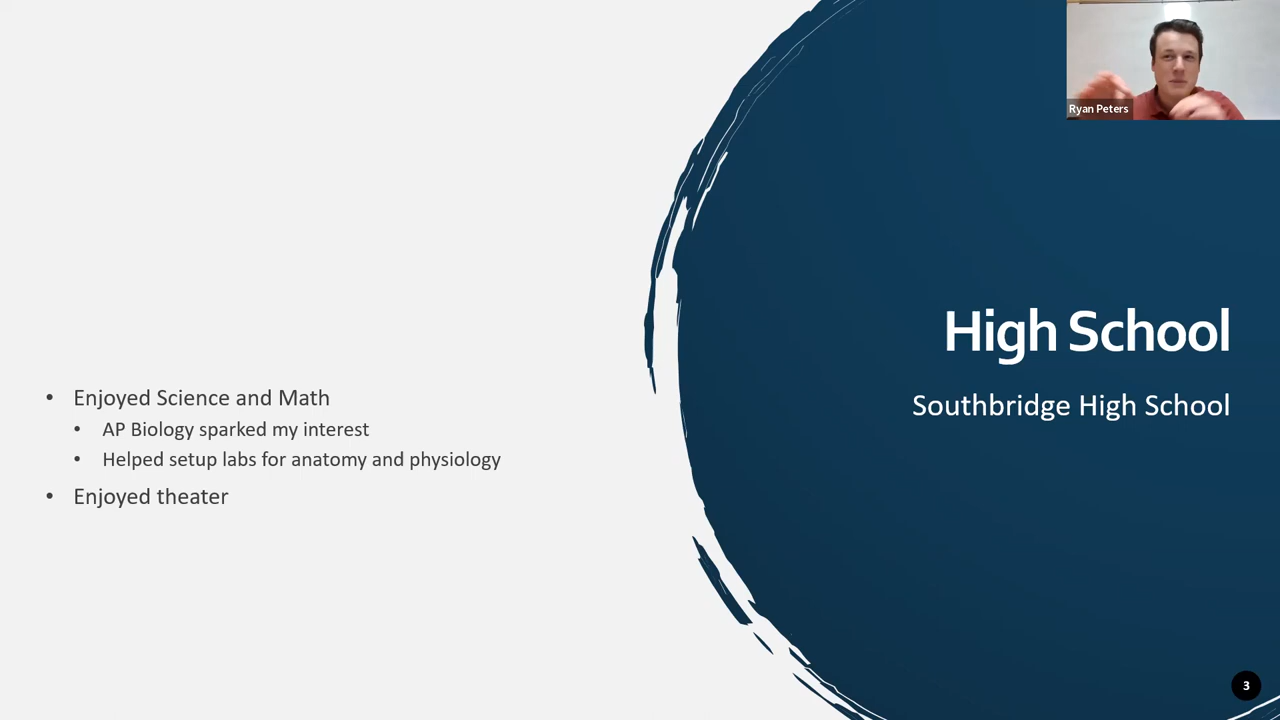 Ryan Peters
High School
Southbridge High School
• Enjoyed Science and Math
• AP Biology sparked my interest
• Helped setup labs for anatomy and physiology
• Enjoyed theater
3